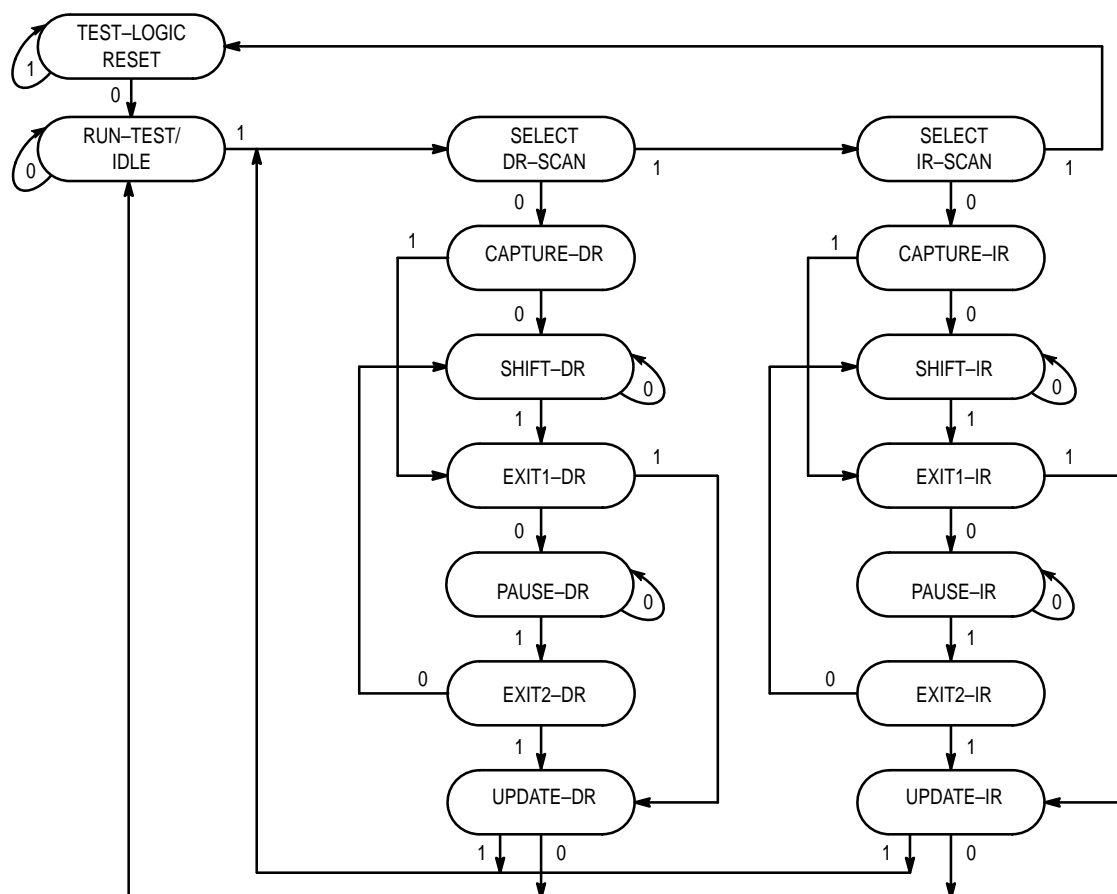 TEST–LOGIC
RESET
1
0
RUN–TEST/
IDLE
0
1
SELECT
DR–SCAN
1
SELECT
IR–SCAN
1
0
0
1
CAPTURE–DR
1
CAPTURE–IR
0
0
SHIFT–DR
0
SHIFT–IR
0
1
1
EXIT1–DR
1
EXIT1–IR
1
0
0
PAUSE–DR
0
PAUSE–IR
0
1
1
0
EXIT2–DR
0
EXIT2–IR
1
1
UPDATE–DR
UPDATE–IR
1
0
1
0